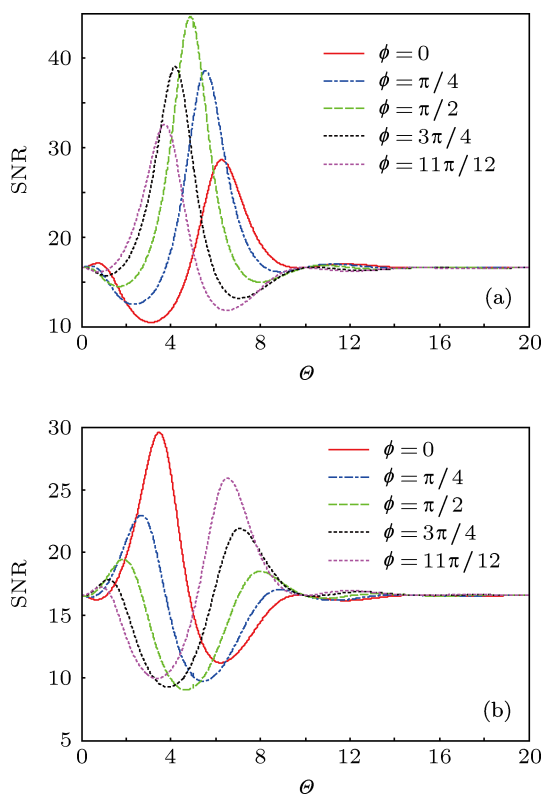 40
30
20
10
SNR
ϕ = 0
ϕ = π/4
ϕ = π/2
ϕ = 3π/4
ϕ = 11π/12
(a)
0 4 8 12 16 20
Θ
30
25
20
15
10
5
SNR
ϕ = 0
ϕ = π/4
ϕ = π/2
ϕ = 3π/4
ϕ = 11π/12
(b)
0 4 8 12 16 20
Θ